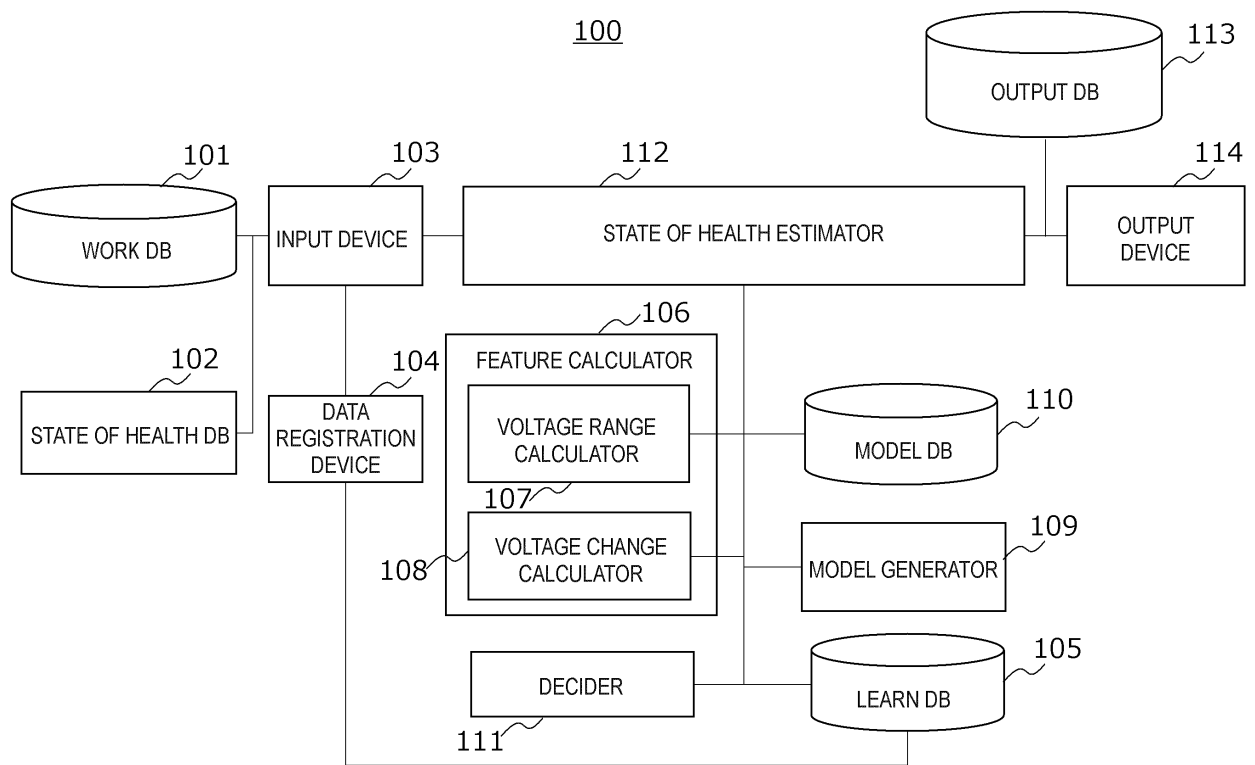 100
113
OUTPUT DB
101
103
112
114
WORK DB
INPUT DEVICE
STATE OF HEALTH ESTIMATOR
OUTPUT
DEVICE
106
FEATURE CALCULATOR
102
STATE OF HEALTH DB
104
DATA
REGISTRATION
DEVICE
VOLTAGE RANGE
CALCULATOR
107
110
MODEL DB
108
VOLTAGE CHANGE
CALCULATOR
109
MODEL GENERATOR
DECIDER
111
105
LEARN DB